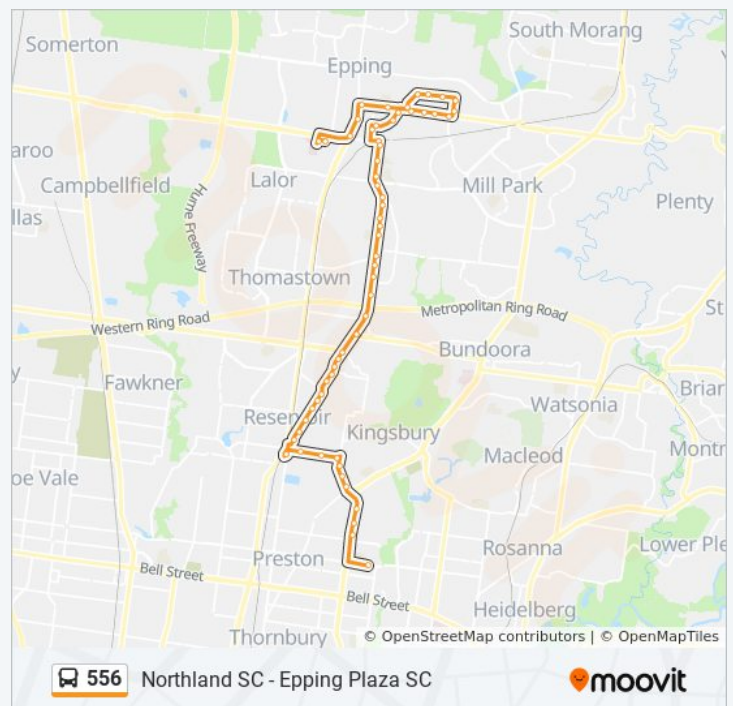 Somerton
South Morang
Epping
aroo
Campbellfield
Lalor
Mill Park
Plenty
llas
Hume Freeway
Thomastown
St
Metropolitan Ring Road
Western Ring Road
Bundoora
y
Fawkner
Briar
Watsonia
Reservoir
Kingsbury
Macleod
Montr
oe Vale
Preston
Rosanna
Lower Ple
Bell Street
Bell Street
Heidelberg
Thornbury
© OpenStreetMap contributors | © OpenMapTiles
556 Northland SC - Epping Plaza SC
moovit